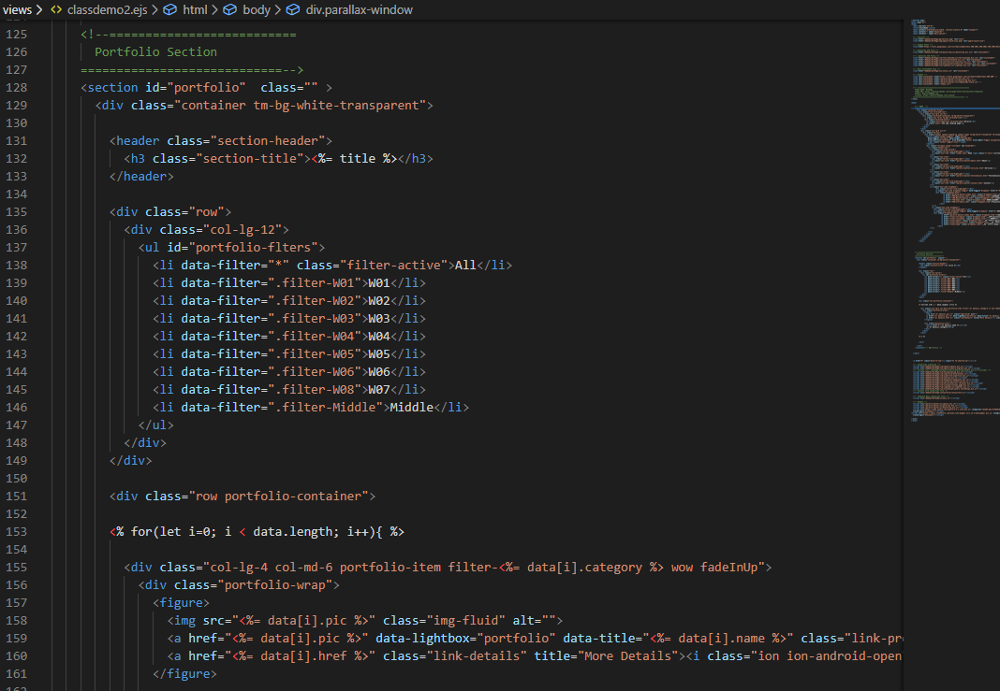 views > classdemo2.ejs > html > body > div.parallax-window
125 <!--==========================
126 Portfolio Section
127 ============================-->
128 <section id="portfolio"  class="" >
129 <div class="container tm-bg-white-transparent">
130
131 <header class="section-header">
132 <h3 class="section-title"><%= title %></h3>
133 </header>
134
135 <div class="row">
136 <div class="col-lg-12">
137 <ul id="portfolio-flters">
138 <li data-filter="*" class="filter-active">All</li>
139 <li data-filter=".filter-W01">W01</li>
140 <li data-filter=".filter-W02">W02</li>
141 <li data-filter=".filter-W03">W03</li>
142 <li data-filter=".filter-W04">W04</li>
143 <li data-filter=".filter-W05">W05</li>
144 <li data-filter=".filter-W06">W06</li>
145 <li data-filter=".filter-W08">W07</li>
146 <li data-filter=".filter-Middle">Middle</li>
147 </ul>
148 </div>
149 </div>
150
151 <div class="row portfolio-container">
152
153 <% for(let i=0; i < data.length; i++){ %>
154
155 <div class="col-lg-4 col-md-6 portfolio-item filter-<%= data[i].category %> wow fadeInUp">
156 <div class="portfolio-wrap">
157 <figure>
158 <img src="<%= data[i].pic %>" class="img-fluid" alt="">
159 <a href="<%= data[i].pic %>" data-lightbox="portfolio" data-title="<%= data[i].name %>" class="link-pr
160 <a href="<%= data[i].href %>" class="link-details" title="More Details"><i class="ion ion-android-open
161 </figure>